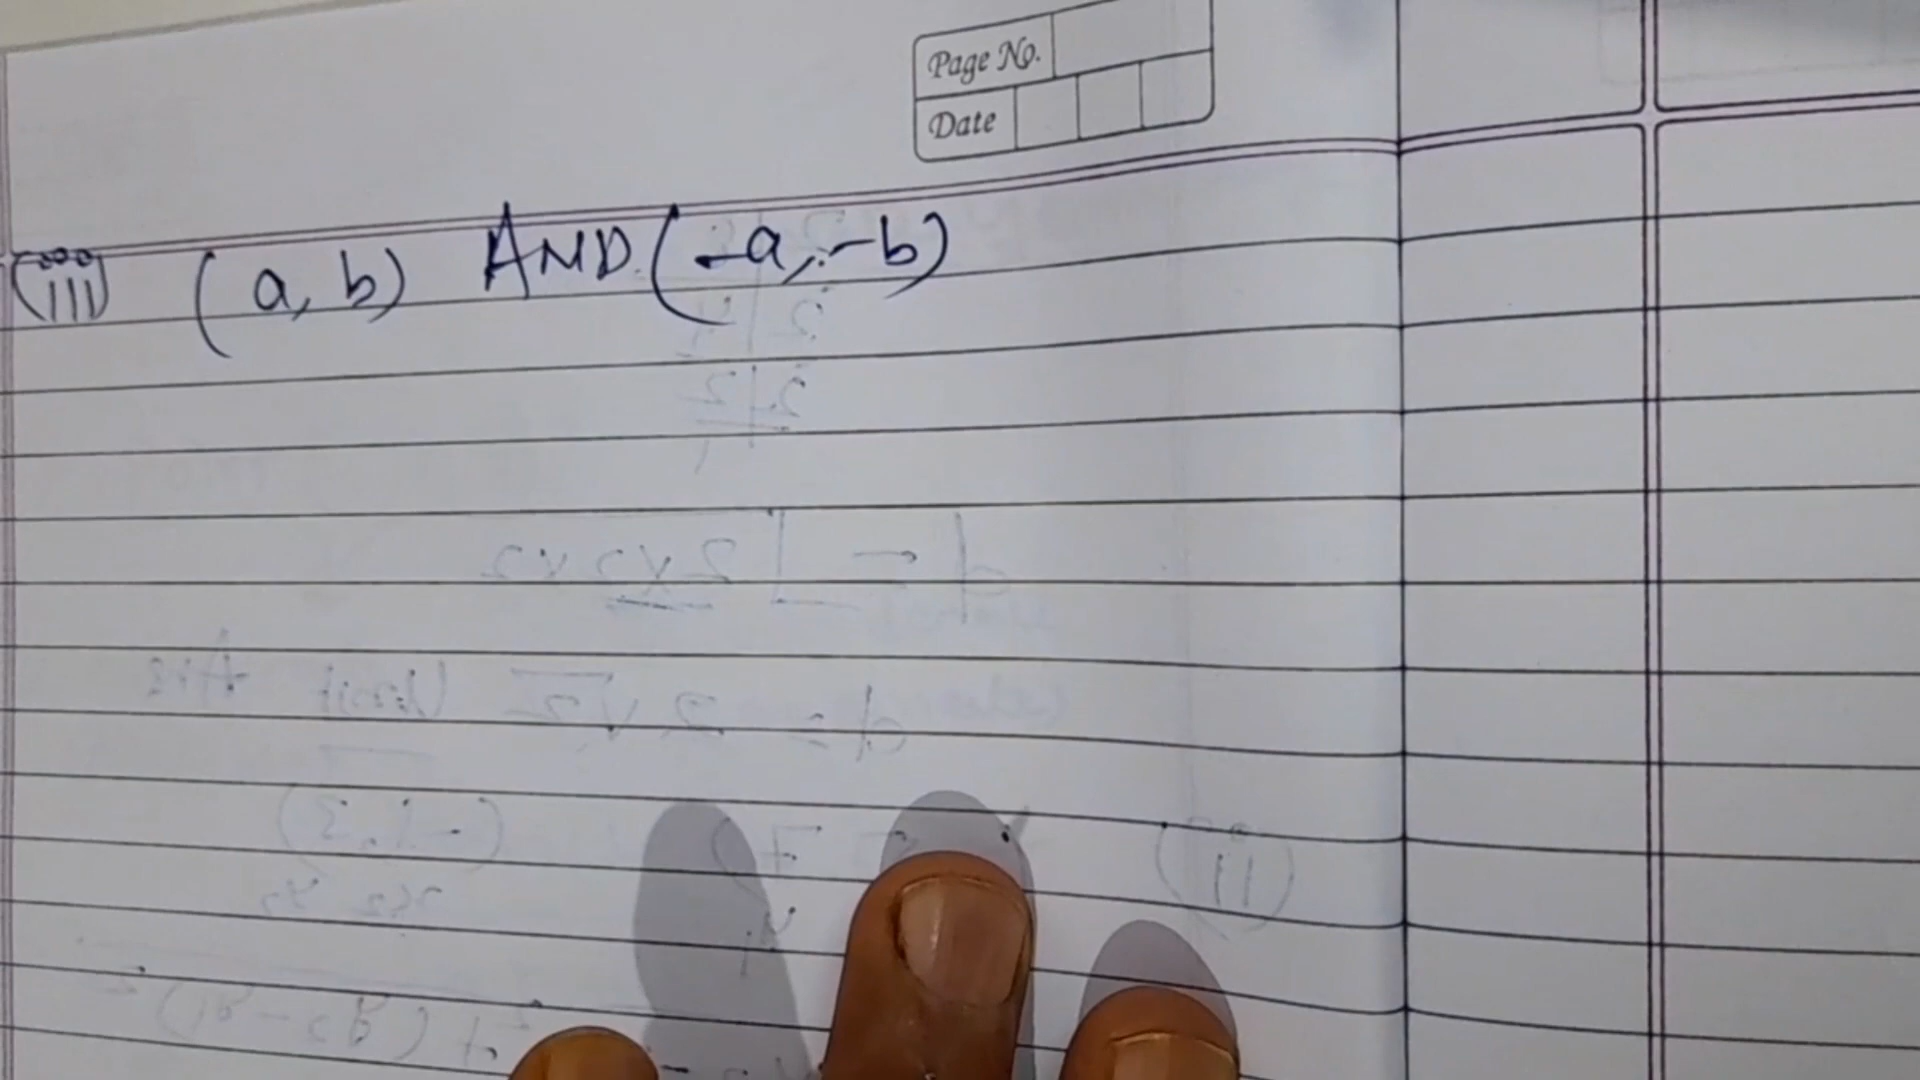 Page No.
Date
(iii) (a, b) AND (-a, -b)